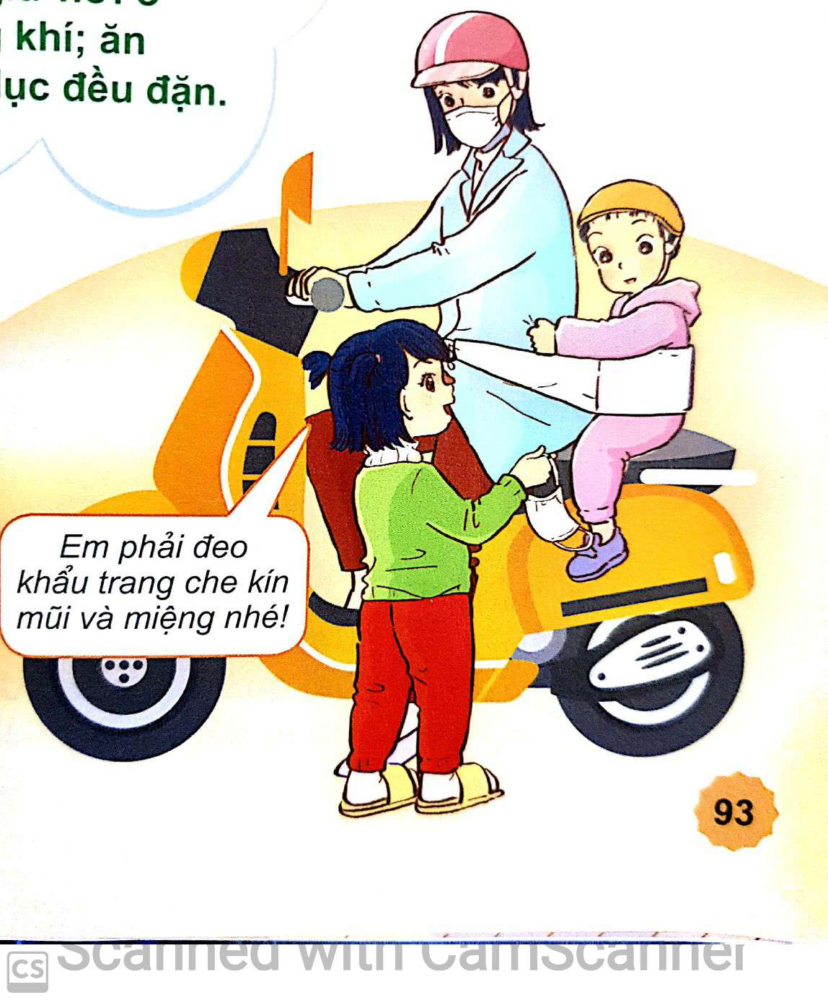 khí; ăn
đều đặn.
Em phải đeo
khẩu trang che kín
mũi và miệng nhé!
93
CS Scanned with CamScanner